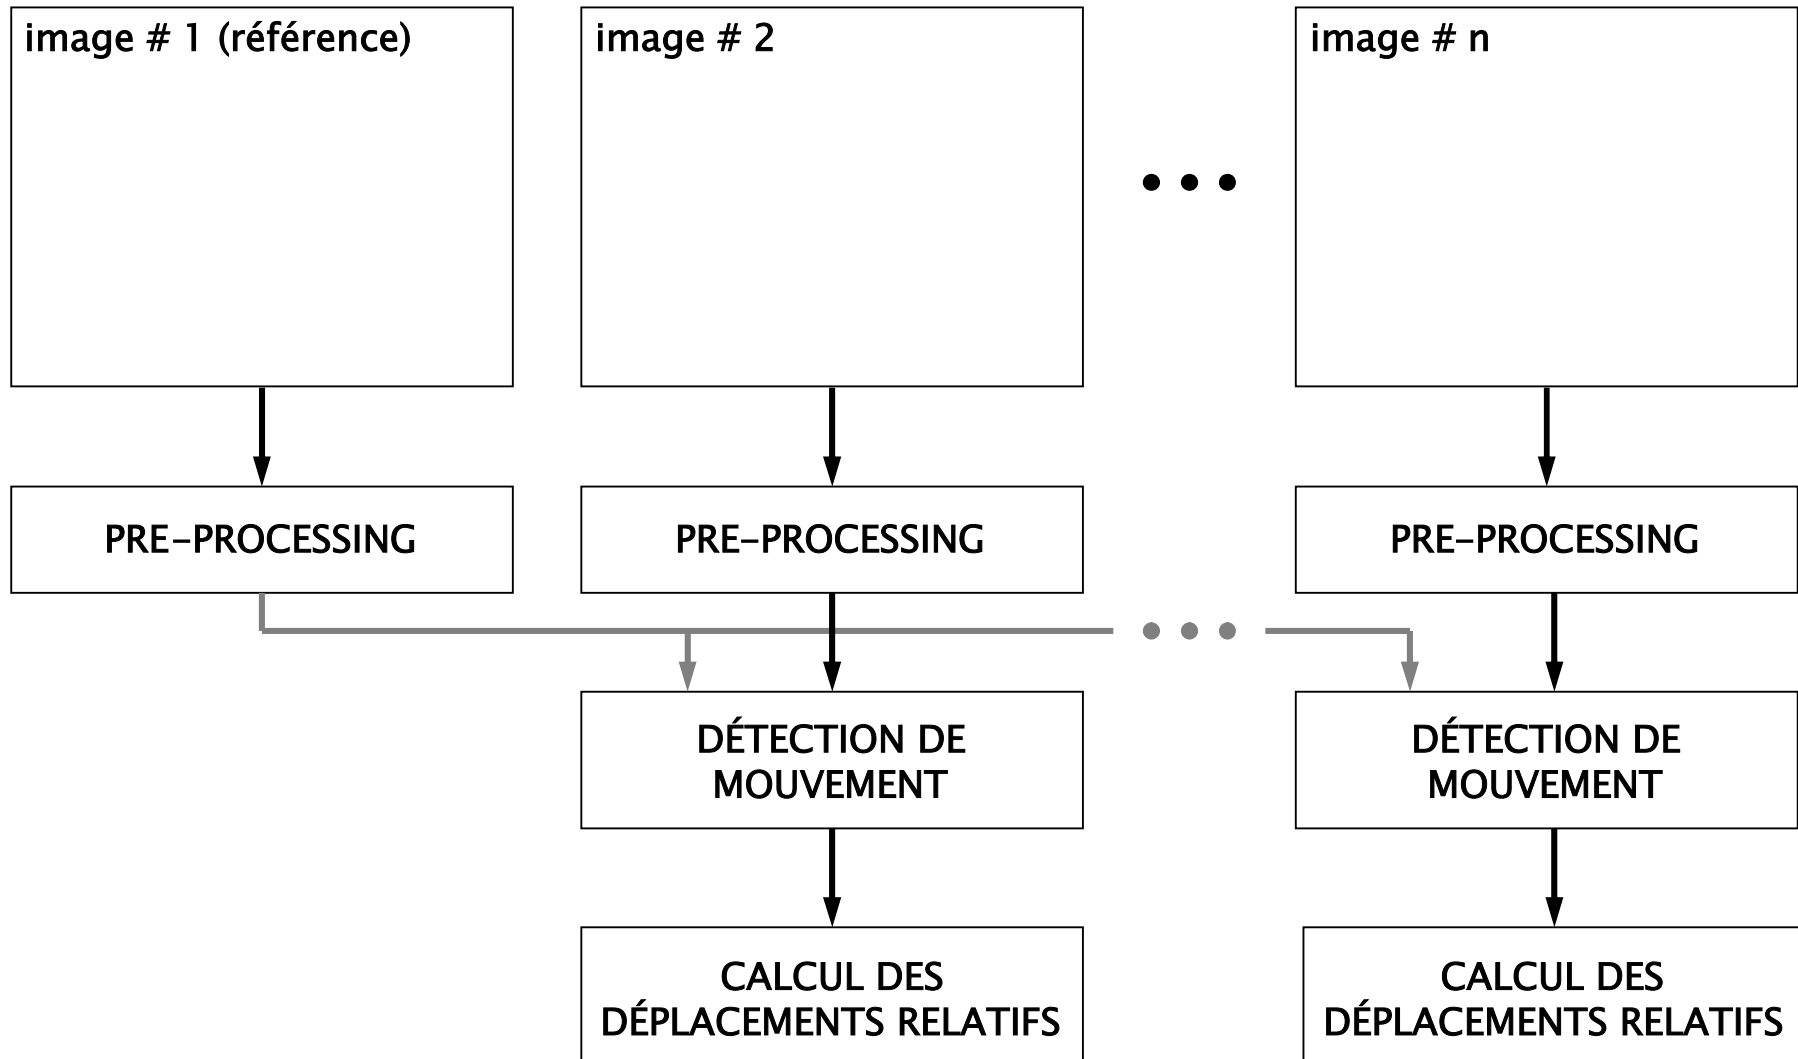 image # 1 (référence)
image # 2
image # n
PRE-PROCESSING
PRE-PROCESSING
PRE-PROCESSING
DÉTECTION DE
MOUVEMENT
DÉTECTION DE
MOUVEMENT
CALCUL DES
DÉPLACEMENTS RELATIFS
CALCUL DES
DÉPLACEMENTS RELATIFS